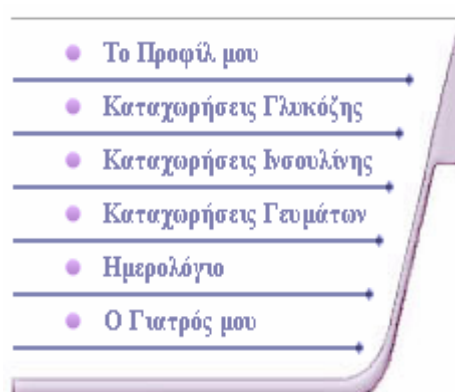 Το Προφίλ μου
Καταχωρήσεις Γλυκόζης
Καταχωρήσεις Ινσουλίνης
Καταχωρήσεις Γευμάτων
Ημερολόγιο
Ο Γιατρός μου